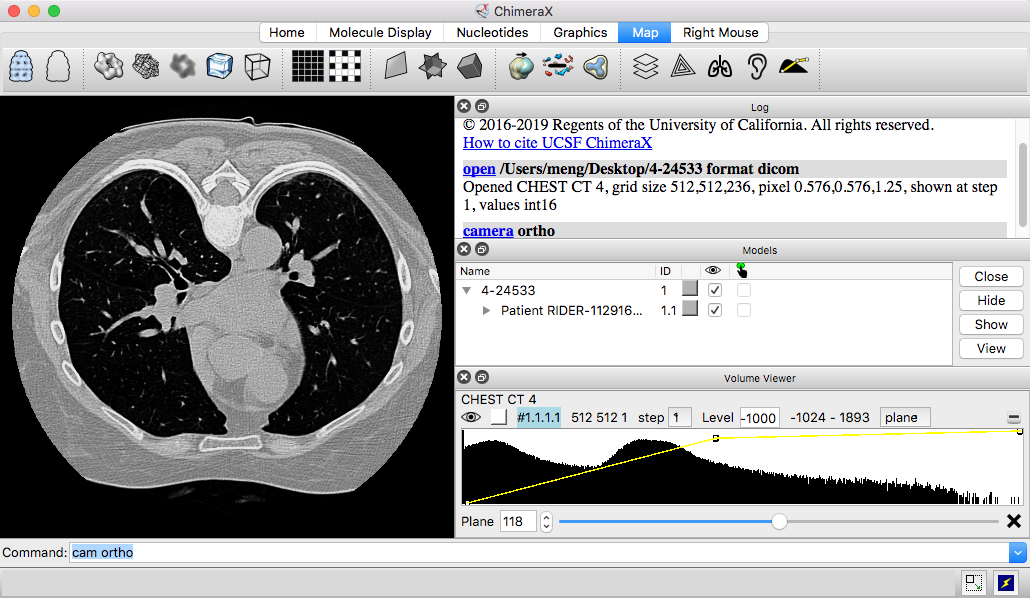 ChimeraX
Home Molecule Display Nucleotides Graphics Map Right Mouse
Log
© 2016-2019 Regents of the University of California. All rights reserved.
How to cite UCSF ChimeraX
open /Users/meng/Desktop/4-24533 format dicom
Opened CHEST CT 4, grid size 512,512,236, pixel 0.576,0.576,1.25, shown at step
1, values int16
camera ortho
Models
Name ID
4-24533 1
Patient RIDER-112916... 1.1
Close
Hide
Show
View
Volume Viewer
CHEST CT 4
#1.1.1.1 512 512 1 step 1 Level -1000 -1024 - 1893 plane
Plane 118
Command: cam ortho